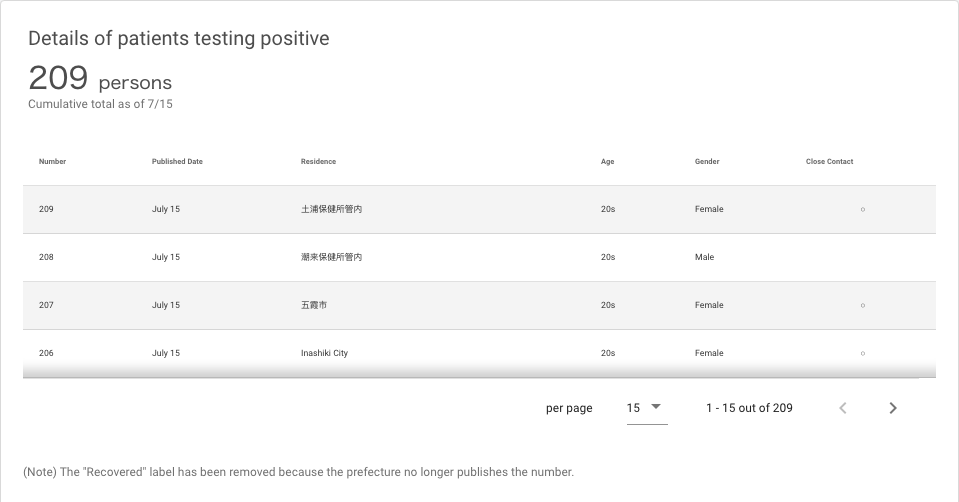 Details of patients testing positive
209 persons
Cumulative total as of 7/15
Number Published Date Residence Age Gender Close Contact
209 July 15 土浦保健所管内 20s Female ○
208 July 15 潮来保健所管内 20s Male
207 July 15 五霞市 20s Female ○
206 July 15 Inashiki City 20s Female ○
per page 15 1 - 15 out of 209
(Note) The "Recovered" label has been removed because the prefecture no longer publishes the number.